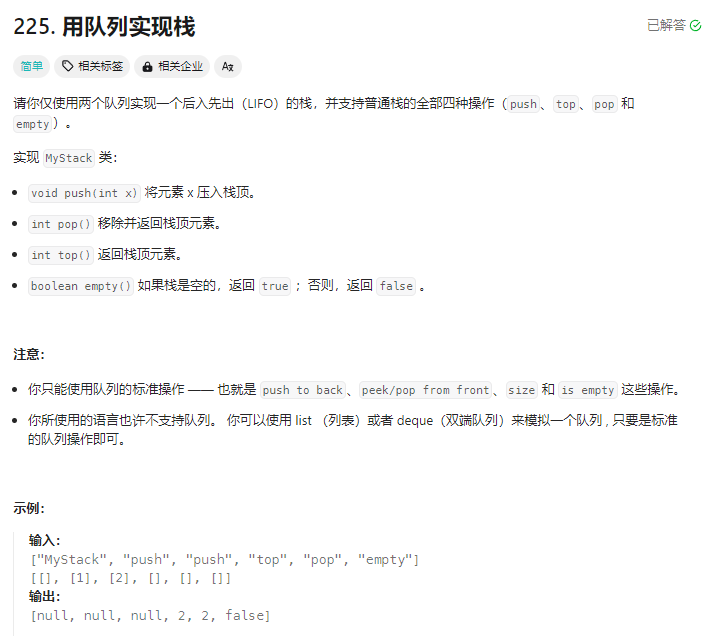 225. 用队列实现栈
已解答
简单 相关标签 相关企业 Az
请你仅使用两个队列实现一个后入先出（LIFO）的栈，并支持普通栈的全部四种操作（push、top、pop 和
empty）。
实现 MyStack 类：
void push(int x) 将元素 x 压入栈顶。
int pop() 移除并返回栈顶元素。
int top() 返回栈顶元素。
boolean empty() 如果栈是空的，返回 true ；否则，返回 false 。
注意：
你只能使用队列的标准操作 —— 也就是 push to back、peek/pop from front、size 和 is empty 这些操作。
你所使用的语言也许不支持队列。 你可以使用 list （列表）或者 deque（双端队列）来模拟一个队列 , 只要是标准
的队列操作即可。
示例：
输入：
["MyStack", "push", "push", "top", "pop", "empty"]
[[], [1], [2], [], [], []]
输出：
[null, null, null, 2, 2, false]